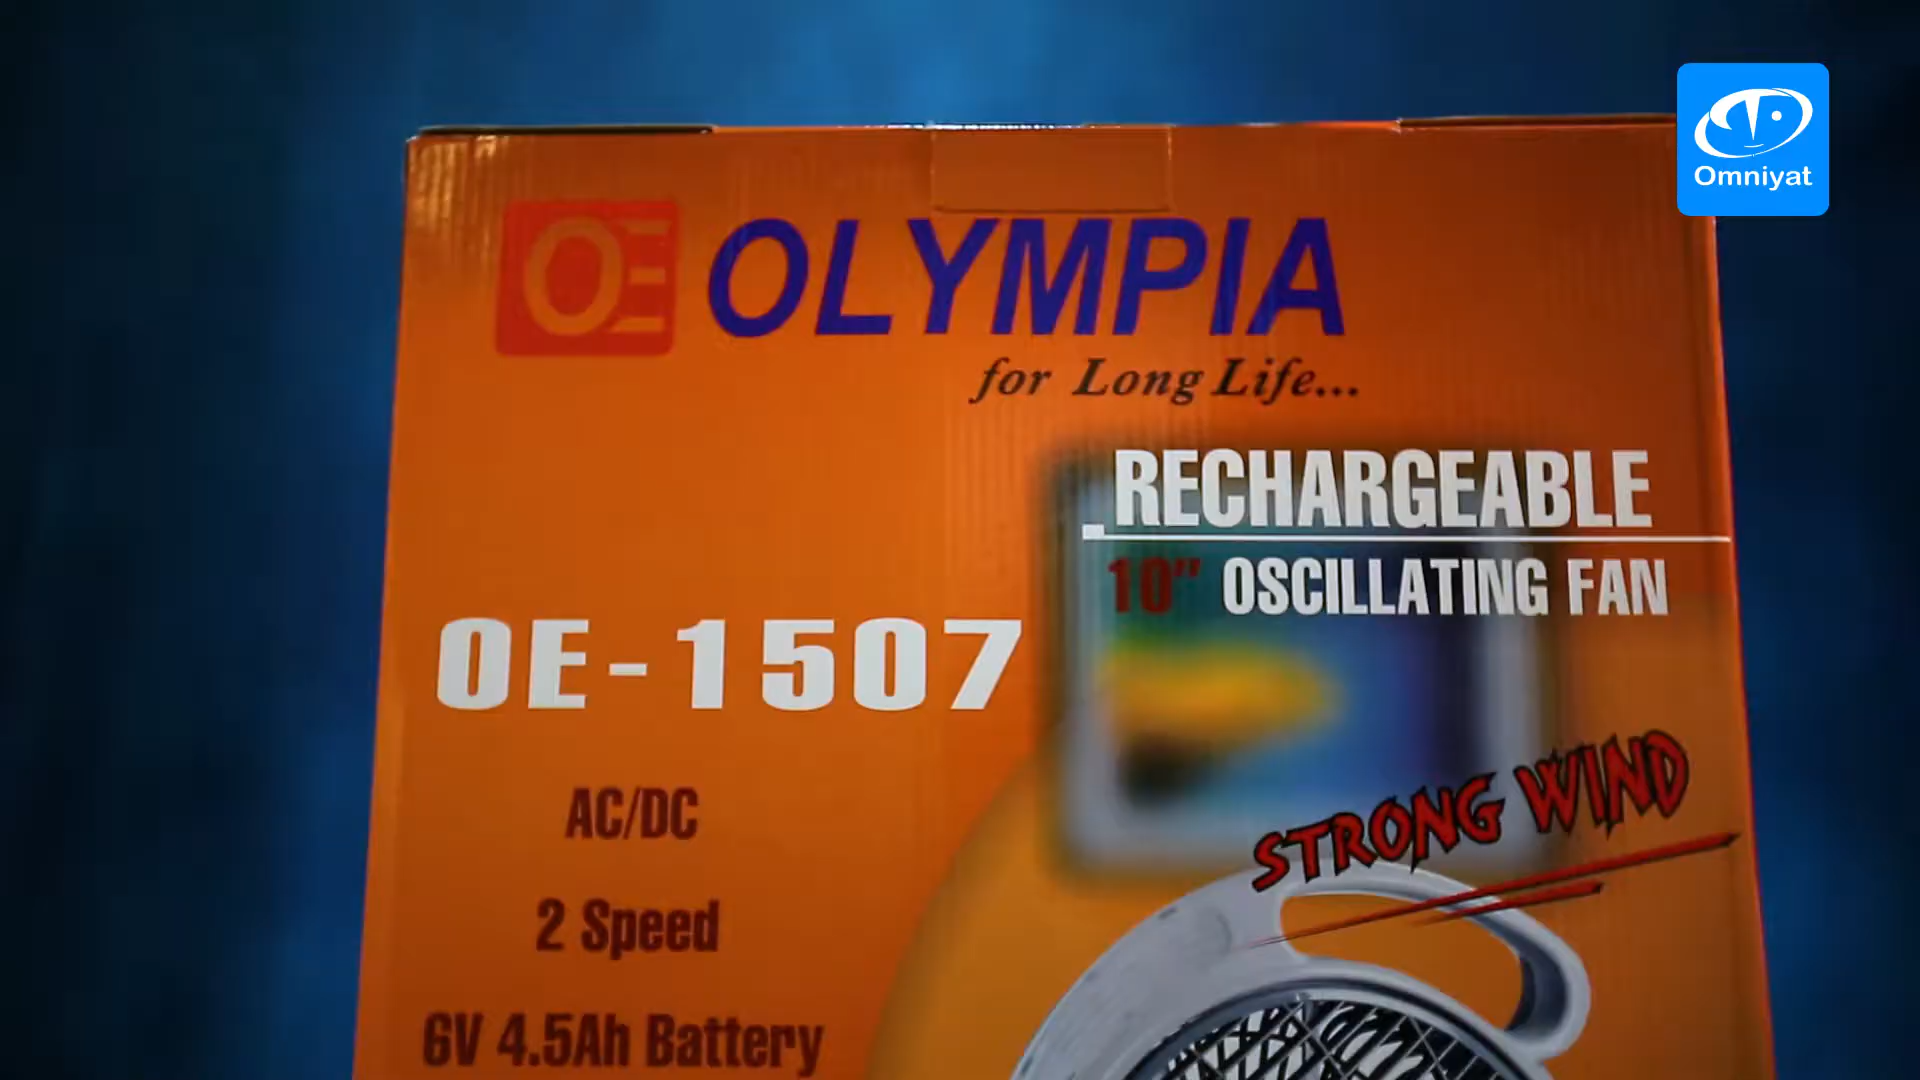 Omniyat
OE OLYMPIA
for Long Life...
RECHARGEABLE
10" OSCILLATING FAN
OE-1507
STRONG WIND
AC/DC
2 Speed
6V 4.5Ah Battery